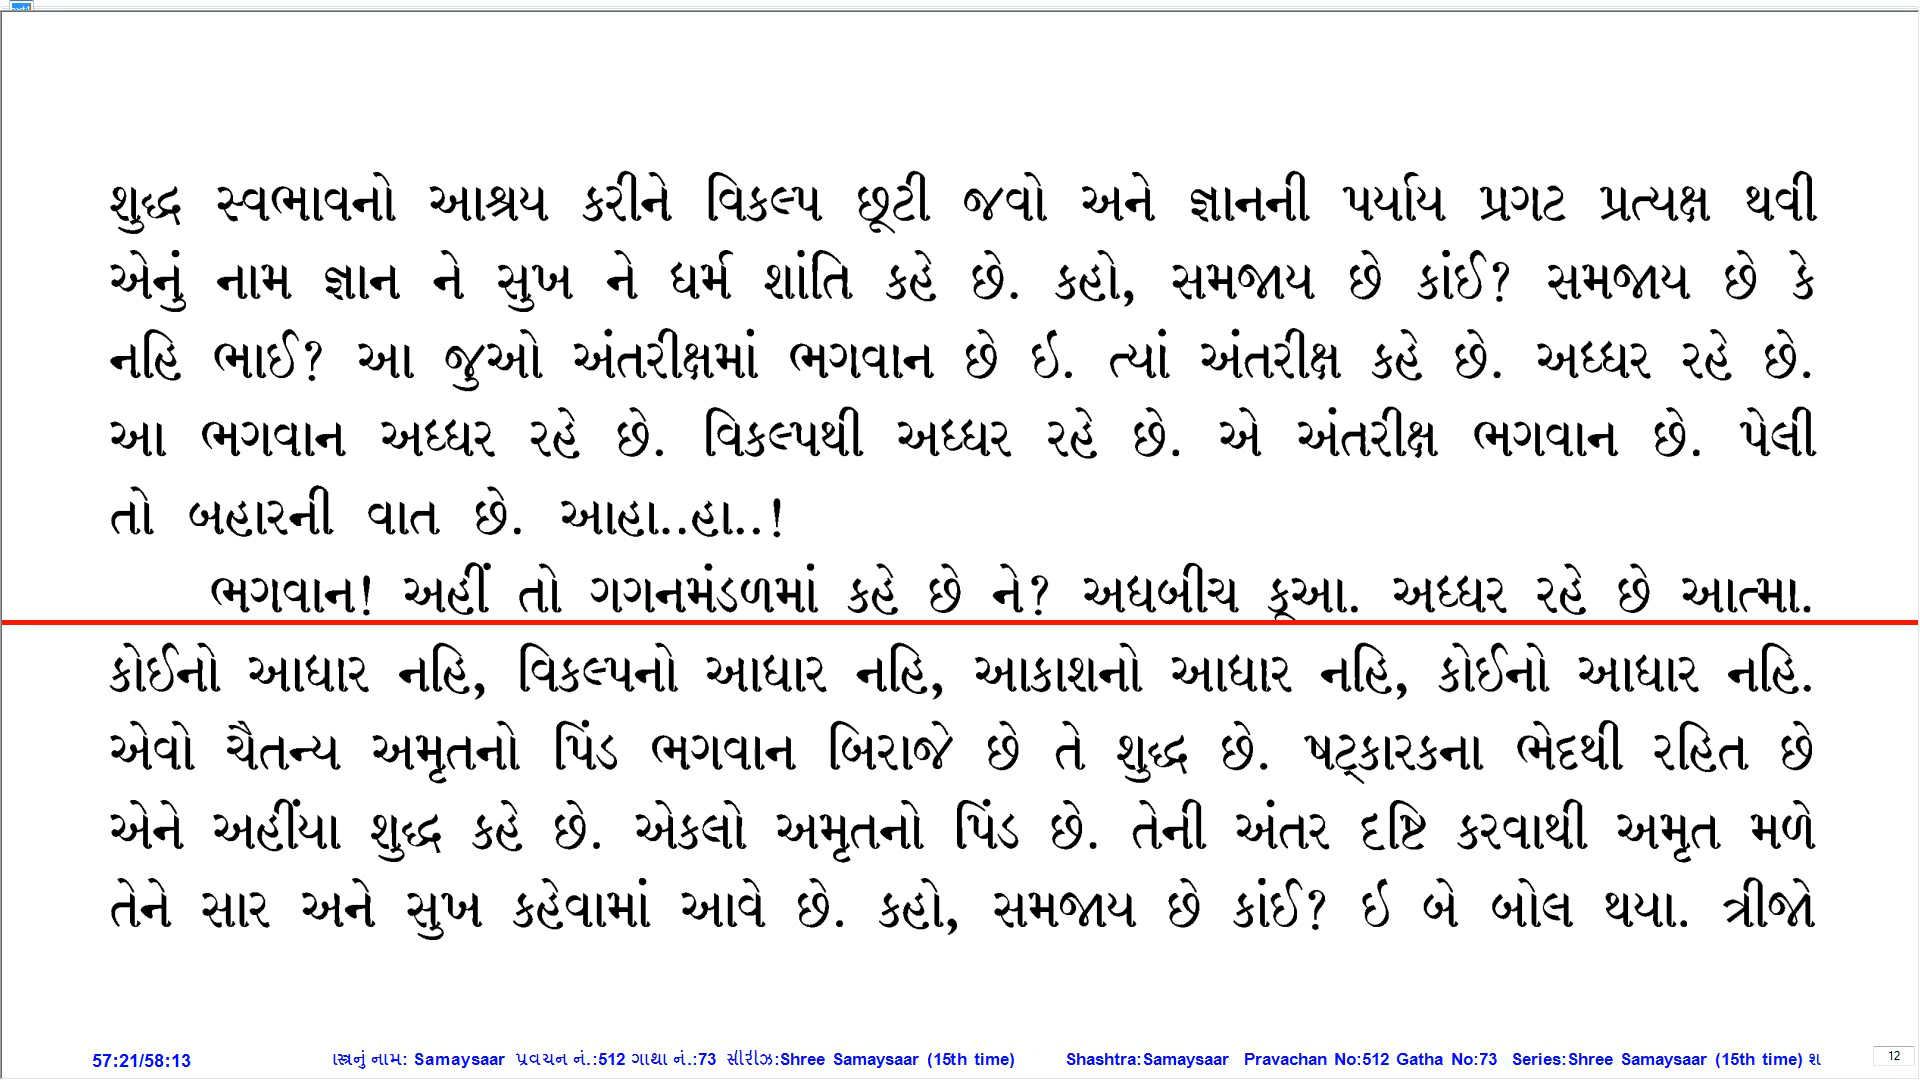 શુદ્ધ સ્વભાવનો આશ્રય કરીને વિકલ્પ છૂટી જવો અને જ્ઞાનની પર્યાય પ્રગટ પ્રત્યક્ષ થવી
એનું નામ જ્ઞાન ને સુખ ને ધર્મ શાંતિ કહે છે. કહો, સમજાય છે કાંઈ? સમજાય છે કે
નહિ ભાઈ? આ જુઓ અંતરીક્ષમાં ભગવાન છે ઇ. ત્યાં અંતરીક્ષ કહે છે. અધ્ધર રહે છે.
આ ભગવાન અધ્ધર રહે છે. વિકલ્પથી અધ્ધર રહે છે. એ અંતરીક્ષ ભગવાન છે. પેલી
તો બહારની વાત છે. આહા..હા..!
ભગવાન! અહીં તો ગગનમંડળમાં કહે છે ને? અધબીચ કૂઆ. અધ્ધર રહે છે આત્મા.
કોઈનો આધાર નહિ, વિકલ્પનો આધાર નહિ, આકાશનો આધાર નહિ, કોઈનો આધાર નહિ.
એવો ચૈતન્ય અમૃતનો પિંડ ભગવાન બિરાજે છે તે શુદ્ધ છે. ષટ્કારકના ભેદથી રહિત છે
એને અહીંયા શુદ્ધ કહે છે. એકલો અમૃતનો પિંડ છે. તેની અંતર દૃષ્ટિ કરવાથી અમૃત મળે
તેને સાર અને સુખ કહેવામાં આવે છે. કહો, સમજાય છે કાંઈ? ઈ બે બોલ થયા. ત્રીજો
57:21/58:13 ાસ્ત્રનું નામ: Samaysaar પ્રવચન નં.:512 ગાથા નં.:73 સીરીઝ:Shree Samaysaar (15th time) Shashtra:Samaysaar Pravachan No:512 Gatha No:73 Series:Shree Samaysaar (15th time) શ 12